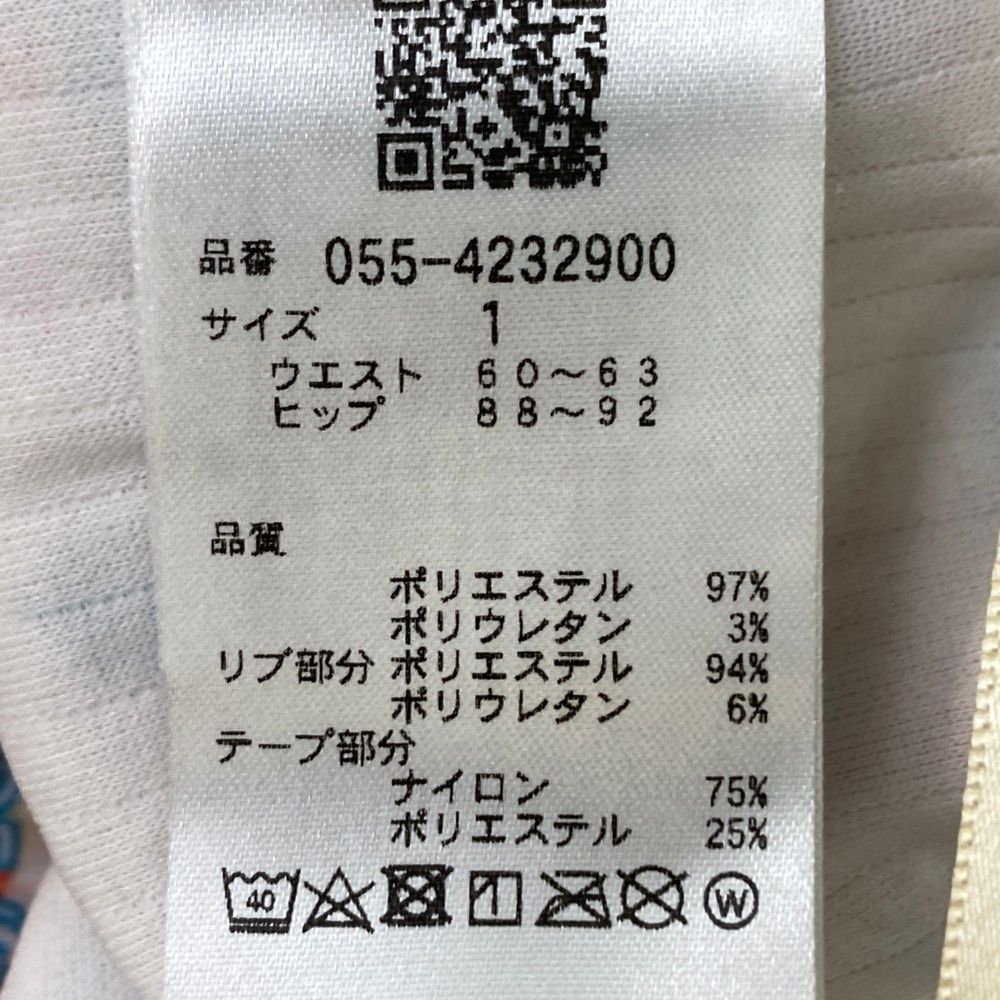 品番 055-4232900
サイズ 1
ウエスト 60～63
ヒップ 88～92
品質
ポリエステル 97%
ポリウレタン 3%
リブ部分 ポリエステル 94%
ポリウレタン 6%
テープ部分
ナイロン 75%
ポリエステル 25%
40 W